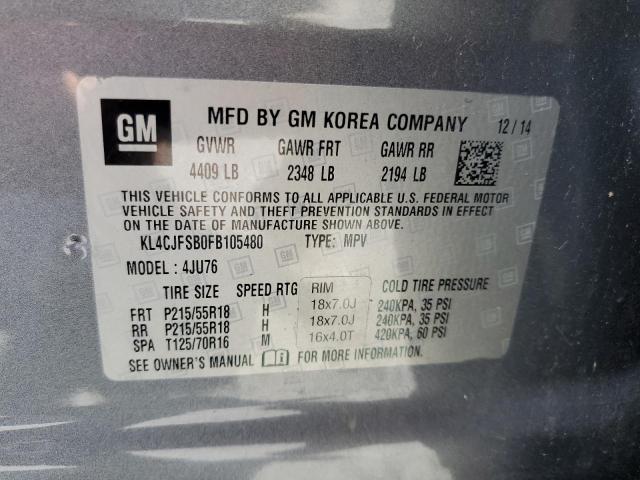 GM
MFD BY GM KOREA COMPANY 12/14
GVWR GAWR FRT GAWR RR
4409 LB 2348 LB 2194 LB
THIS VEHICLE CONFORMS TO ALL APPLICABLE U.S. FEDERAL MOTOR
VEHICLE SAFETY AND THEFT PREVENTION STANDARDS IN EFFECT
ON THE DATE OF MANUFACTURE SHOWN ABOVE.
KL4CJFSB0FB105480 TYPE: MPV
MODEL: 4JU76
TIRE SIZE SPEED RTG RIM COLD TIRE PRESSURE
FRT P215/55R18 H 18x7.0J 240KPA, 35 PSI
RR P215/55R18 H 18x7.0J 240KPA, 35 PSI
SPA T125/70R16 M 16x4.0T 420KPA, 60 PSI
SEE OWNER'S MANUAL FOR MORE INFORMATION.